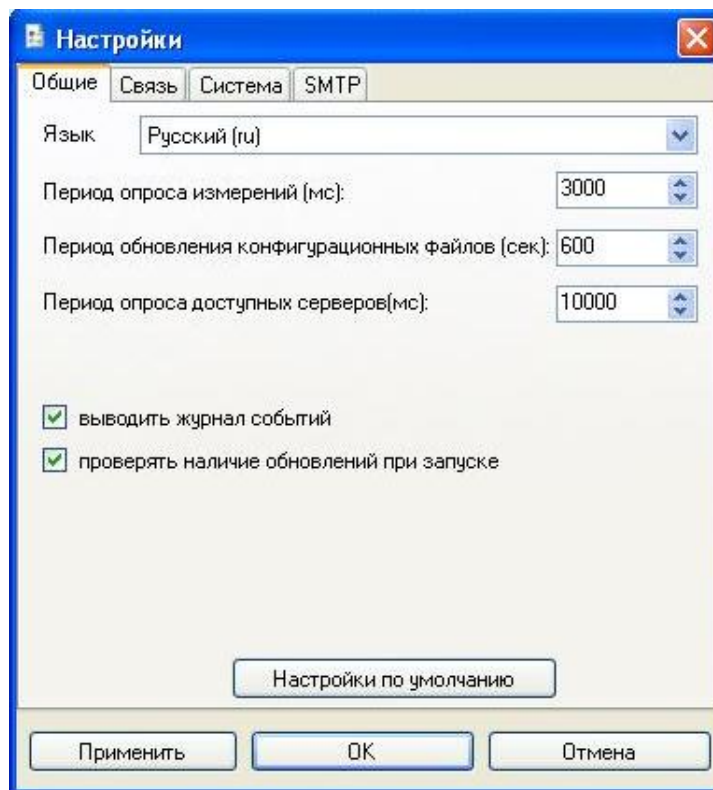 Настройки
Общие Связь Система SMTP
Язык Русский (ru)
Период опроса измерений (мс): 3000
Период обновления конфигурационных файлов (сек): 600
Период опроса доступных серверов(мс): 10000
выводить журнал событий
проверять наличие обновлений при запуске
Настройки по умолчанию
Применить OK Отмена